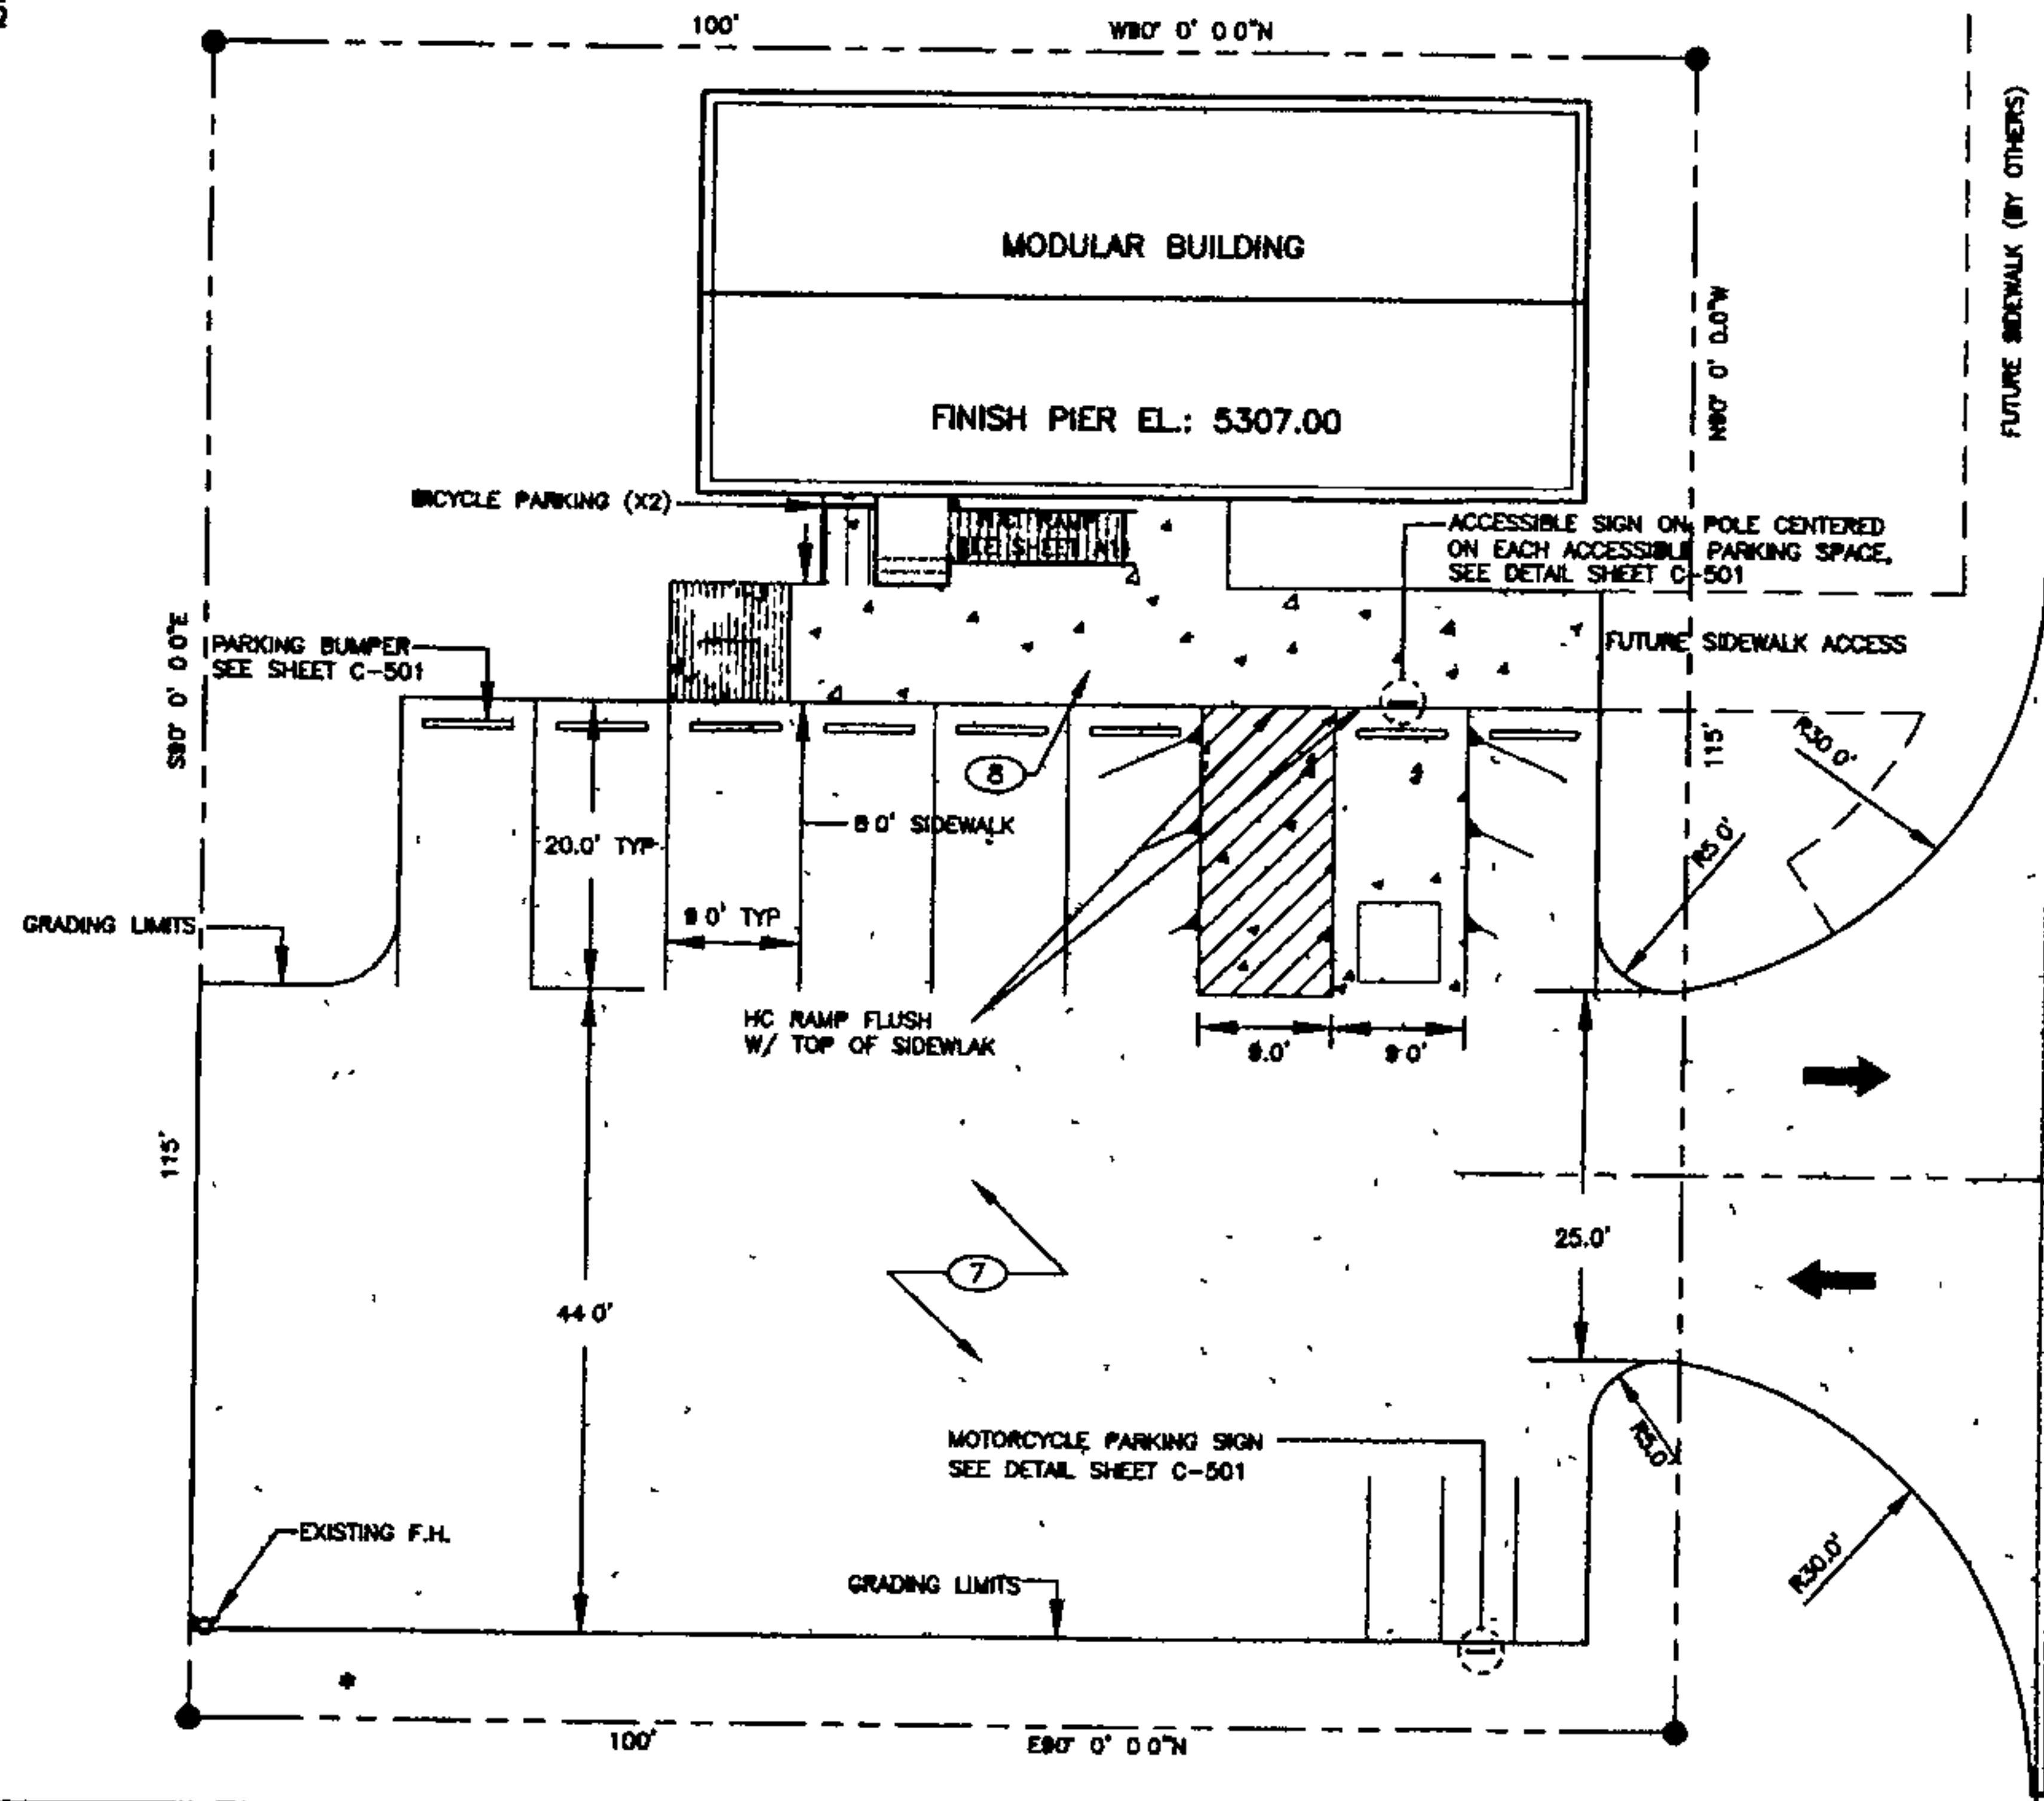 100'
W90° 0' 0.0"N
FUTURE SIDEWALK (BY OTHERS)
MODULAR BUILDING
N90° 0' 0.0"W
FINISH PIER EL.: 5307.00
BICYCLE PARKING (X2)
SEE SHEET
ACCESSIBLE SIGN ON POLE CENTERED
ON EACH ACCESSIBLE PARKING SPACE,
SEE DETAIL SHEET C-501
S90° 0' 0.0"E
PARKING BUMPER
SEE SHEET C-501
FUTURE SIDEWALK ACCESS
115'
R30.0'
8
20.0' TYP
6.0' SIDEWALK
R5.0'
GRADING LIMITS
9.0' TYP
HC RAMP FLUSH
W/ TOP OF SIDEWLAK
9.0'
9.0'
115'
25.0'
7
44.0'
MOTORCYCLE PARKING SIGN
SEE DETAIL SHEET C-501
R5.0'
EXISTING F.H.
GRADING LIMITS
R30.0'
*
100'
E90° 0' 0.0"N